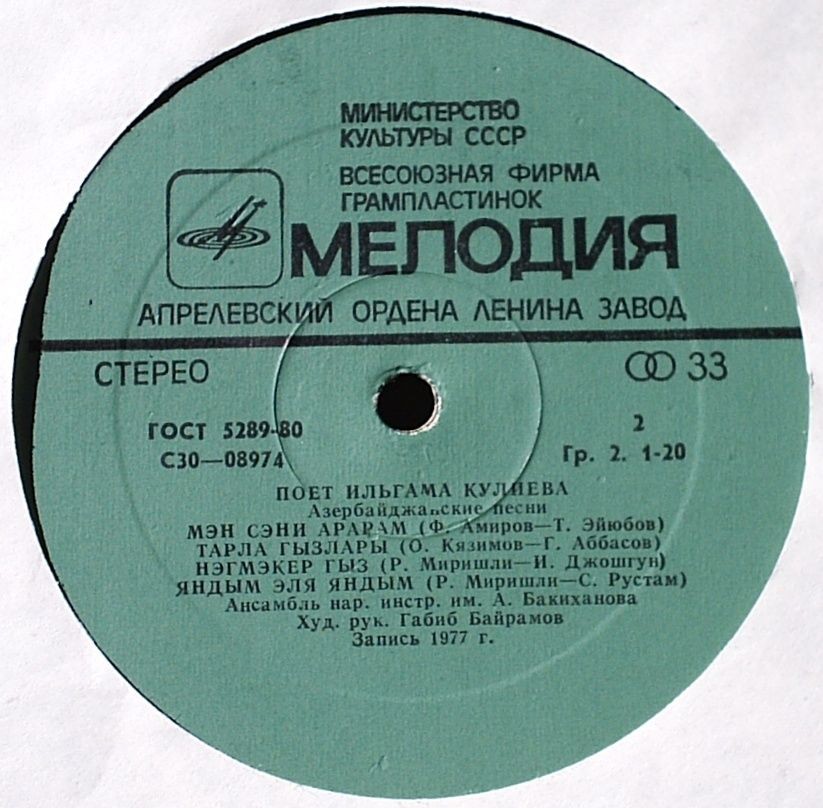 МИНИСТЕРСТВО
КУЛЬТУРЫ СССР
ВСЕСОЮЗНАЯ ФИРМА
ГРАМПЛАСТИНОК
МЕЛОДИЯ
АПРЕЛЕВСКИЙ ОРДЕНА ЛЕНИНА ЗАВОД
СТЕРЕО 33
ГОСТ 5289-80 2
С30—08974 Гр. 2. 1-20
ПОЕТ ИЛЬГАМА КУЛИЕВА
Азербайджанские песни
МЭН СЭНИ АРАРАМ (Ф. Амиров—Т. Эйюбов)
ТАРЛА ГЫЗЛАРЫ (О. Кязимов—Г. Аббасов)
НЭГМЭКЕР ГЫЗ (Р. Миришли—И. Джошгун)
ЯНДЫМ ЭЛЯ ЯНДЫМ (Р. Миришли—С. Рустам)
Ансамбль нар. инстр. им. А. Бакиханова
Худ. рук. Габиб Байрамов
Запись 1977 г.